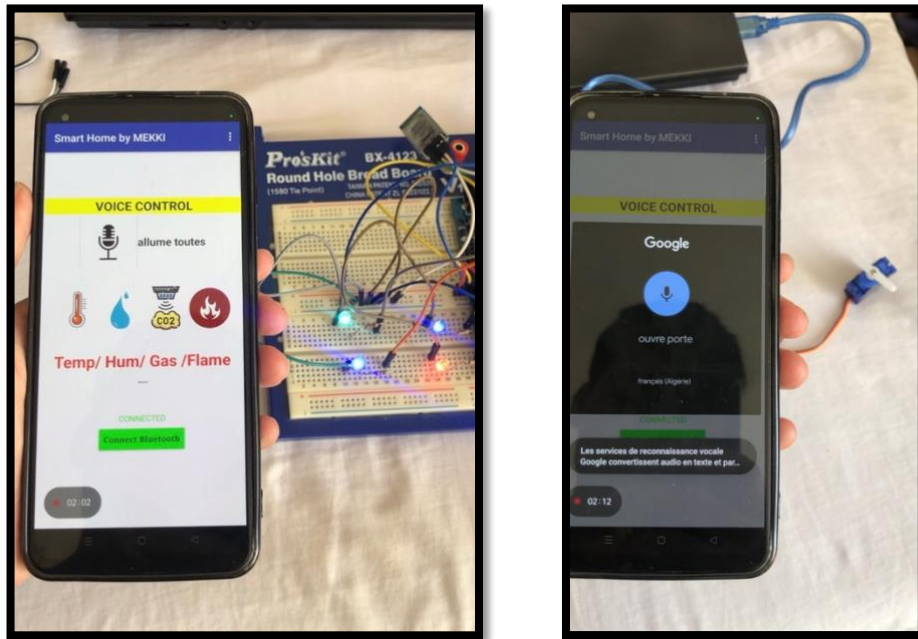 Smart Home by MEKKI
VOICE CONTROL
allume toutes
CO2
Temp/ Hum/ Gas /Flame
CONNECTED
Connect Bluetooth
02:02
Pro'sKit BX-4123
Round Hole Bread Boa
(1580 Tie Point)
Smart Home by MEKKI
VOICE CONTROL
Google
ouvre porte
français (Algérie)
CONNECTED
Les services de reconnaissance vocale
Google convertissent audio en texte et par...
02:12